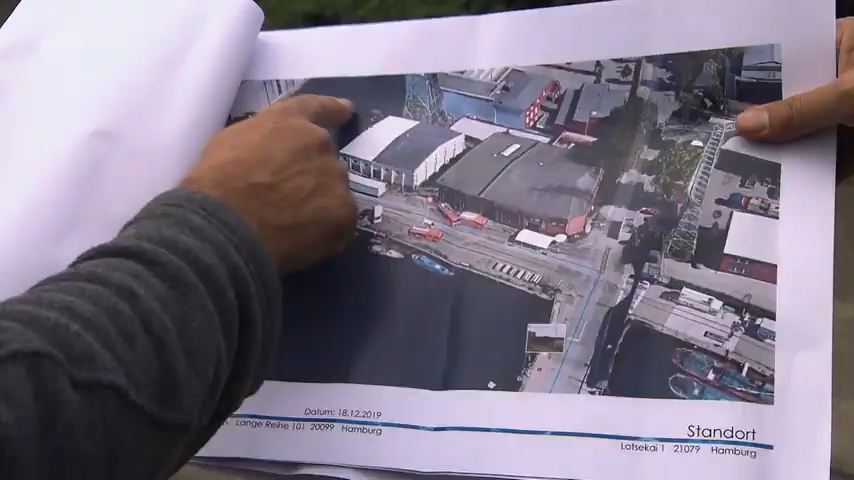 Datum: 18.12.2019
Lange Reihe 101 20099 Hamburg
Standort
Lotsekai 1 21079 Hamburg